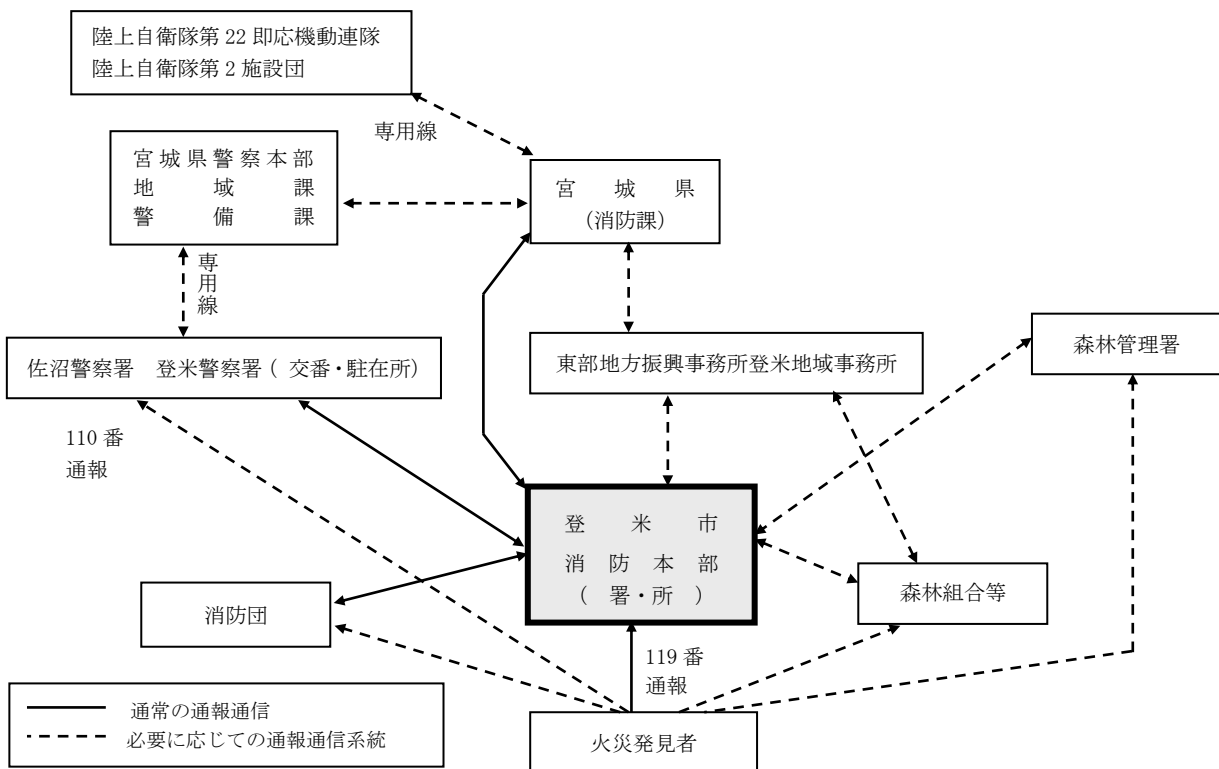 陸上自衛隊第 22 即応機動連隊
陸上自衛隊第 2 施設団
専用線
宮城県警察本部
地域課
警備課
宮城県
(消防課)
専用線
佐沼警察署　登米警察署 ( 交番・駐在所)
東部地方振興事務所登米地域事務所
森林管理署
110 番
通報
登米市
消防本部
( 署・所 )
消防団
森林組合等
119 番
通報
通常の通報通信
必要に応じての通報通信系統
火災発見者